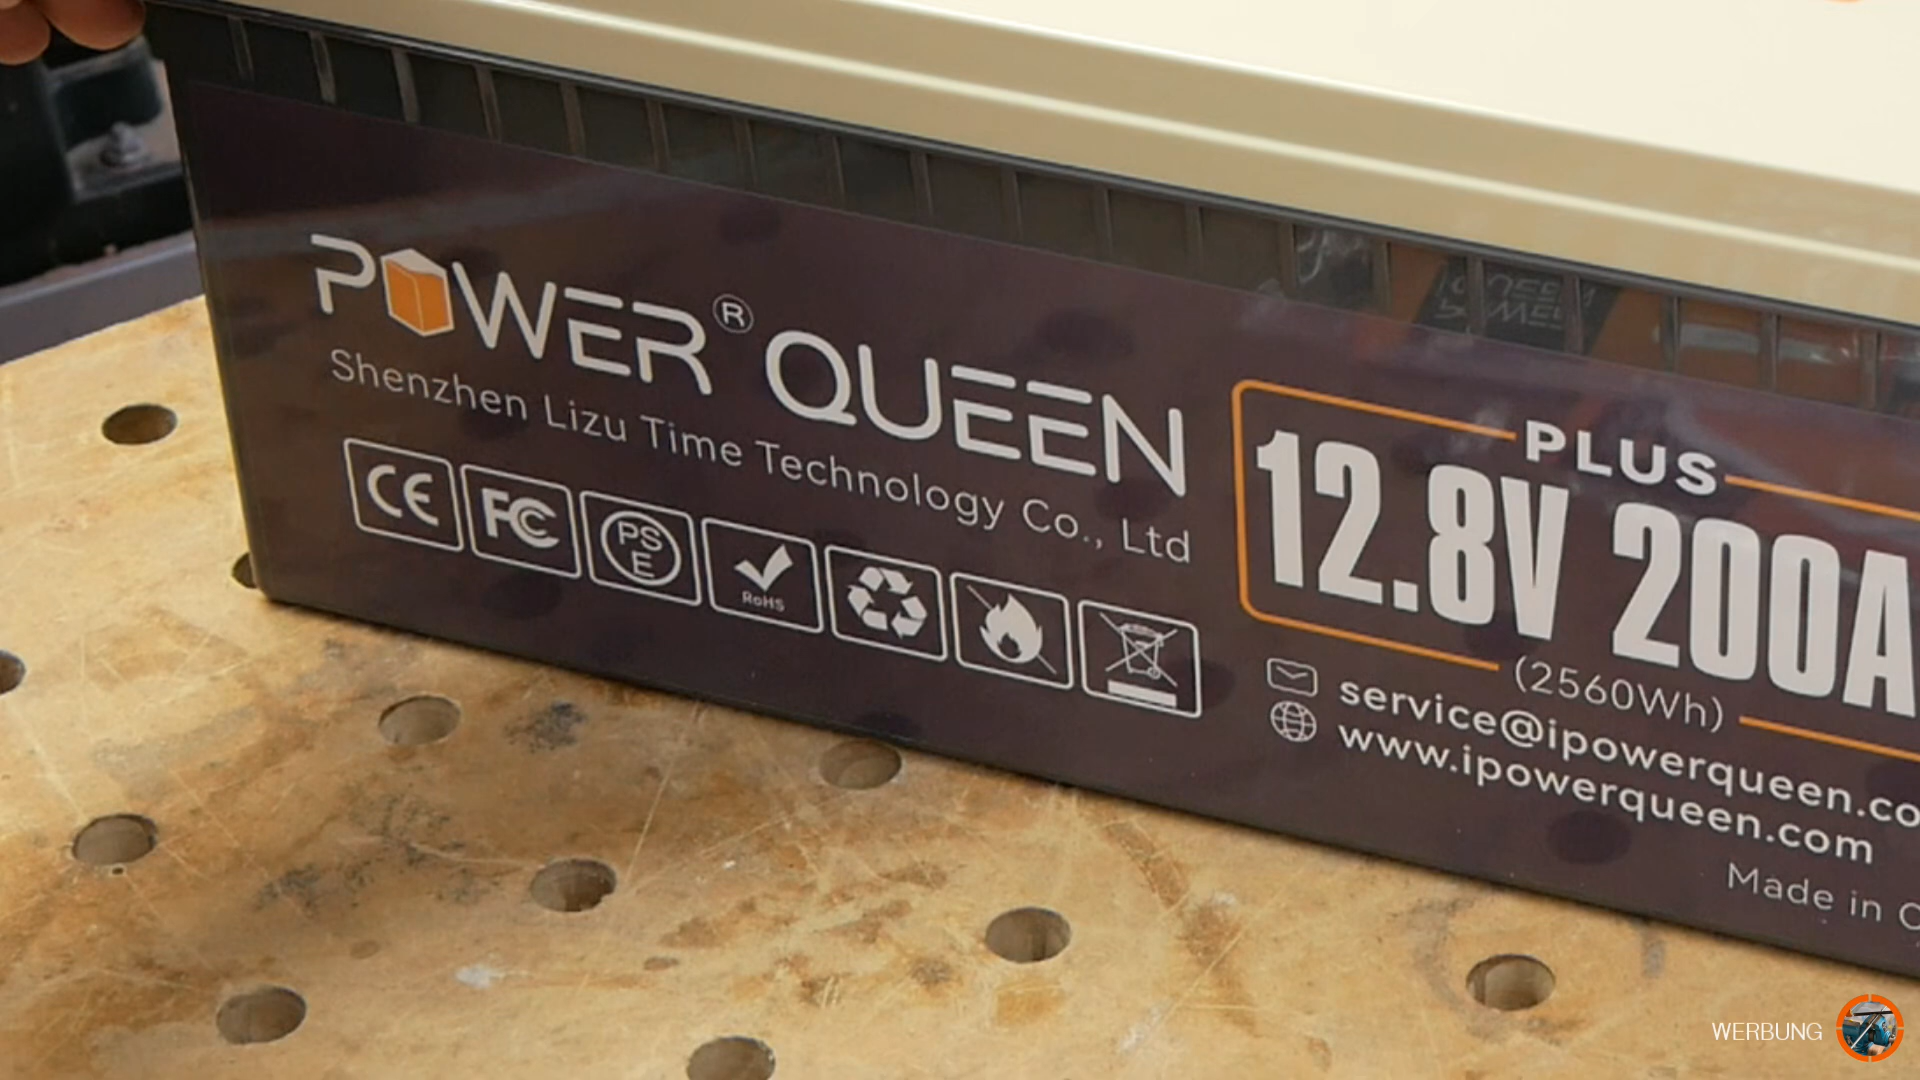 POWER® QUEEN
Shenzhen Lizu Time Technology Co., Ltd
CE FC PSE RoHS
PLUS
12.8V 200A
(2560Wh)
service@ipowerqueen.co
www.ipowerqueen.com
Made in C
WERBUNG